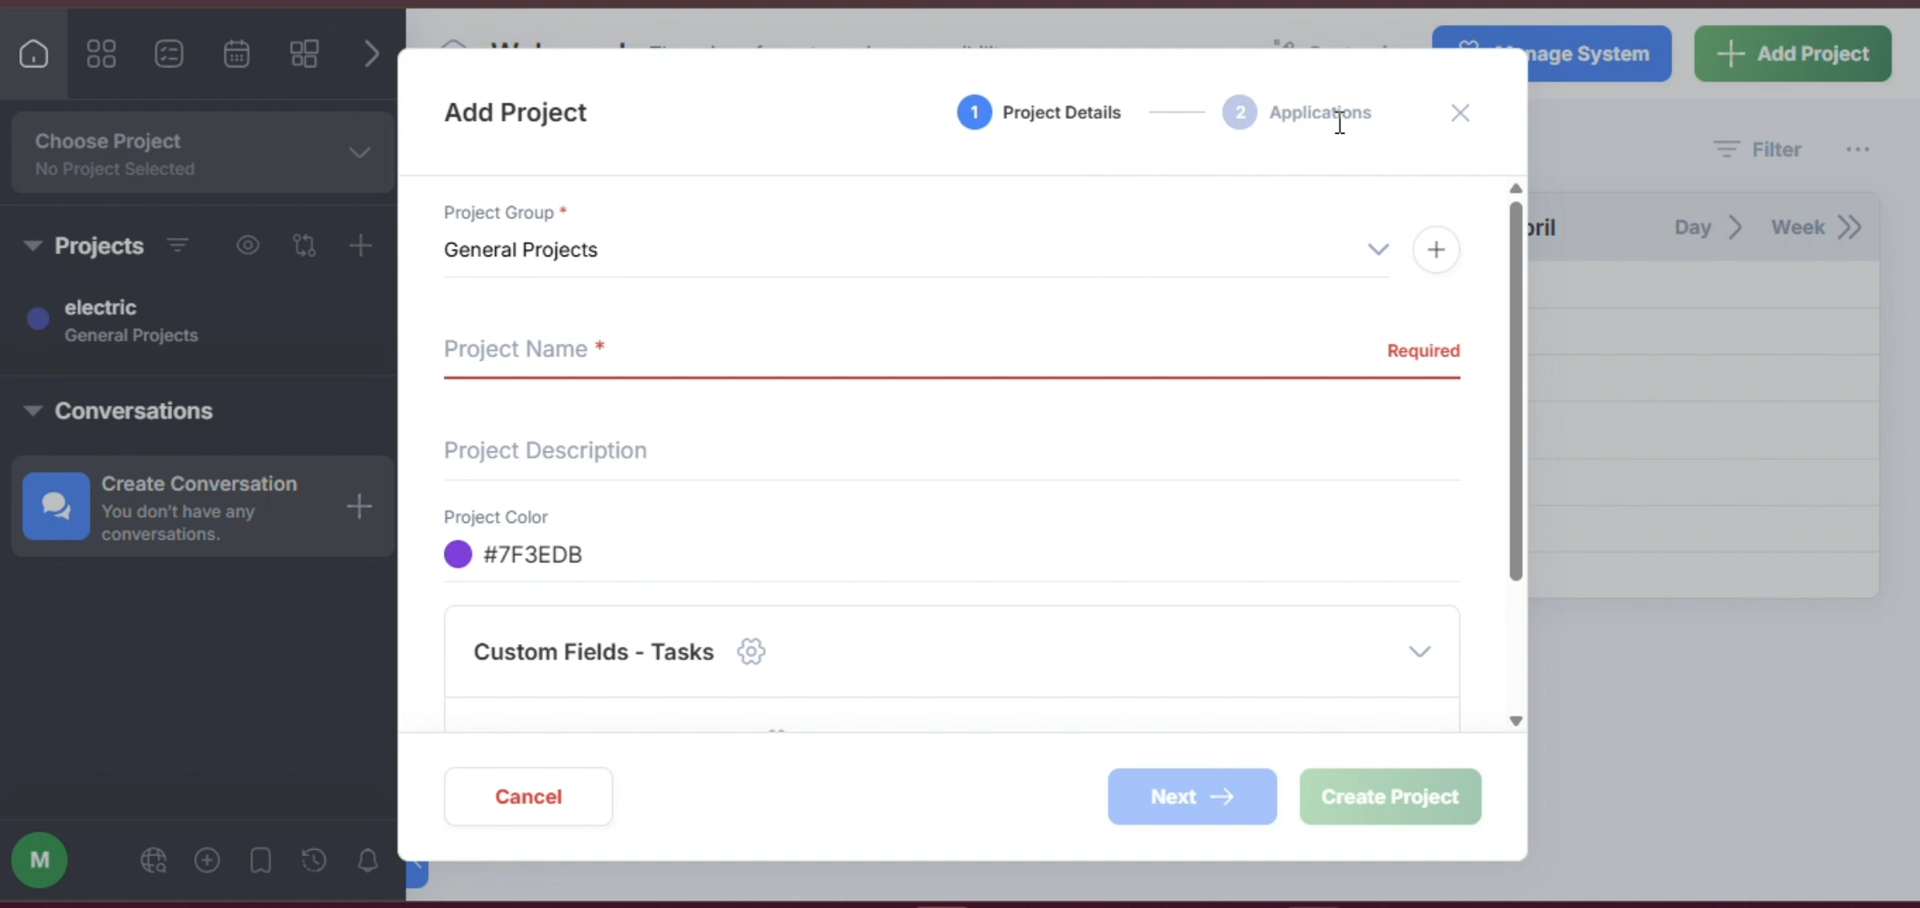 Choose Project
No Project Selected
Projects
electric
General Projects
Conversations
Create Conversation
You don't have any
conversations.
M
nage System
Add Project
Filter
Day
Week
Add Project
1 Project Details
2 Applications
Project Group *
General Projects
Project Name *
Required
Project Description
Project Color
#7F3EDB
Custom Fields - Tasks
Cancel
Next
Create Project